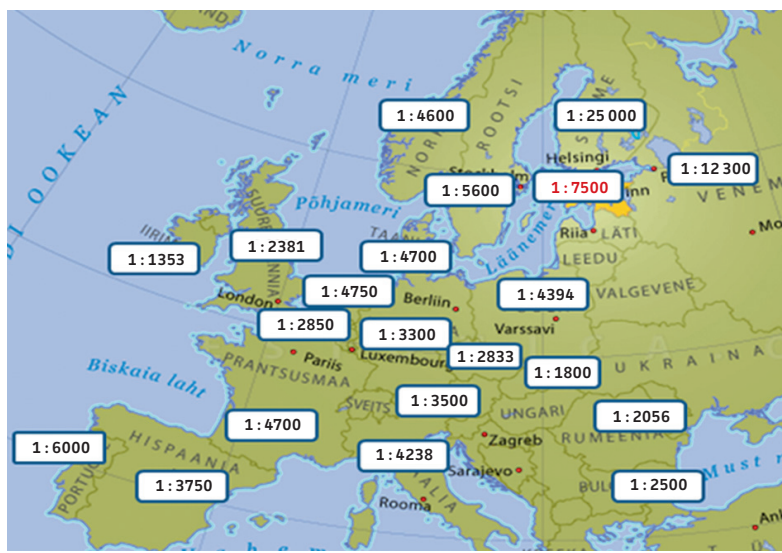 Norra meri
1:4600
ROOTSI
1:25 000
Helsingi
1:12 300
1:5600
1:7500
VENEM
DI OOKEAN
Põhjameri
Läänemeri
Riia
LÄTI
LEEDU
1:2381
1:1353
1:4700
London
1:4750
Berliin
1:4394
VALGEVENE
Varssavi
1:2850
1:3300
Pariis
Luxembourg
1:2833
1:1800
UKRAINA
Biskaia laht
PRANTSUSMAA
SVEITS
1:3500
UNGARI
1:2056
1:4700
Zagreb
RUMEENIA
1:6000
HISPAANIA
1:4238
Sarajevo
Must
1:3750
1:2500
Rooma